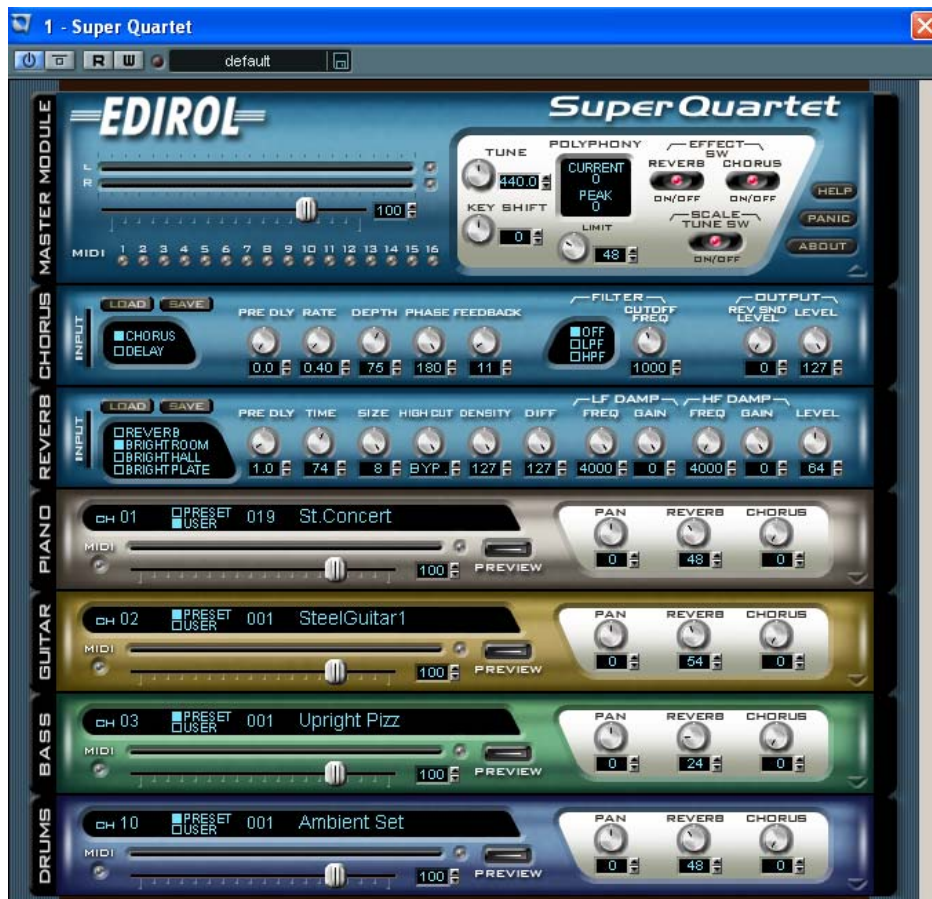 1 - Super Quartet
R W default
MASTER MODULE
EDIROL
Super Quartet
L
R
100
MIDI 1 2 3 4 5 6 7 8 9 10 11 12 13 14 15 16
TUNE
440.0
KEY SHIFT
0
POLYPHONY
CURRENT
0
PEAK
0
LIMIT
48
EFFECT
SW
REVERB CHORUS
ON/OFF ON/OFF
SCALE
TUNE SW
ON/OFF
HELP
PANIC
ABOUT
CHORUS
INPUT
LOAD SAVE
CHORUS
DELAY
PRE DLY RATE DEPTH PHASE FEEDBACK
0.0 0.40 75 180 11
FILTER
OFF
LPF
HPF
CUTOFF
FREQ
1000
OUTPUT
REV SND
LEVEL LEVEL
0 127
REVERB
INPUT
LOAD SAVE
REVERB
BRIGHTROOM
BRIGHTHALL
BRIGHTPLATE
PRE DLY TIME SIZE HIGH CUT DENSITY DIFF
1.0 74 8 BYP. 127 127
LF DAMP
FREQ GAIN
4000 0
HF DAMP
FREQ GAIN
4000 0
LEVEL
64
PIANO
CH 01 PRESET
USER 019 St.Concert
MIDI
100 PREVIEW
PAN REVERB CHORUS
0 48 0
GUITAR
CH 02 PRESET
USER 001 SteelGuitar1
MIDI
100 PREVIEW
PAN REVERB CHORUS
0 54 0
BASS
CH 03 PRESET
USER 001 Upright Pizz
MIDI
100 PREVIEW
PAN REVERB CHORUS
0 24 0
DRUMS
CH 10 PRESET
USER 001 Ambient Set
MIDI
100 PREVIEW
PAN REVERB CHORUS
0 48 0